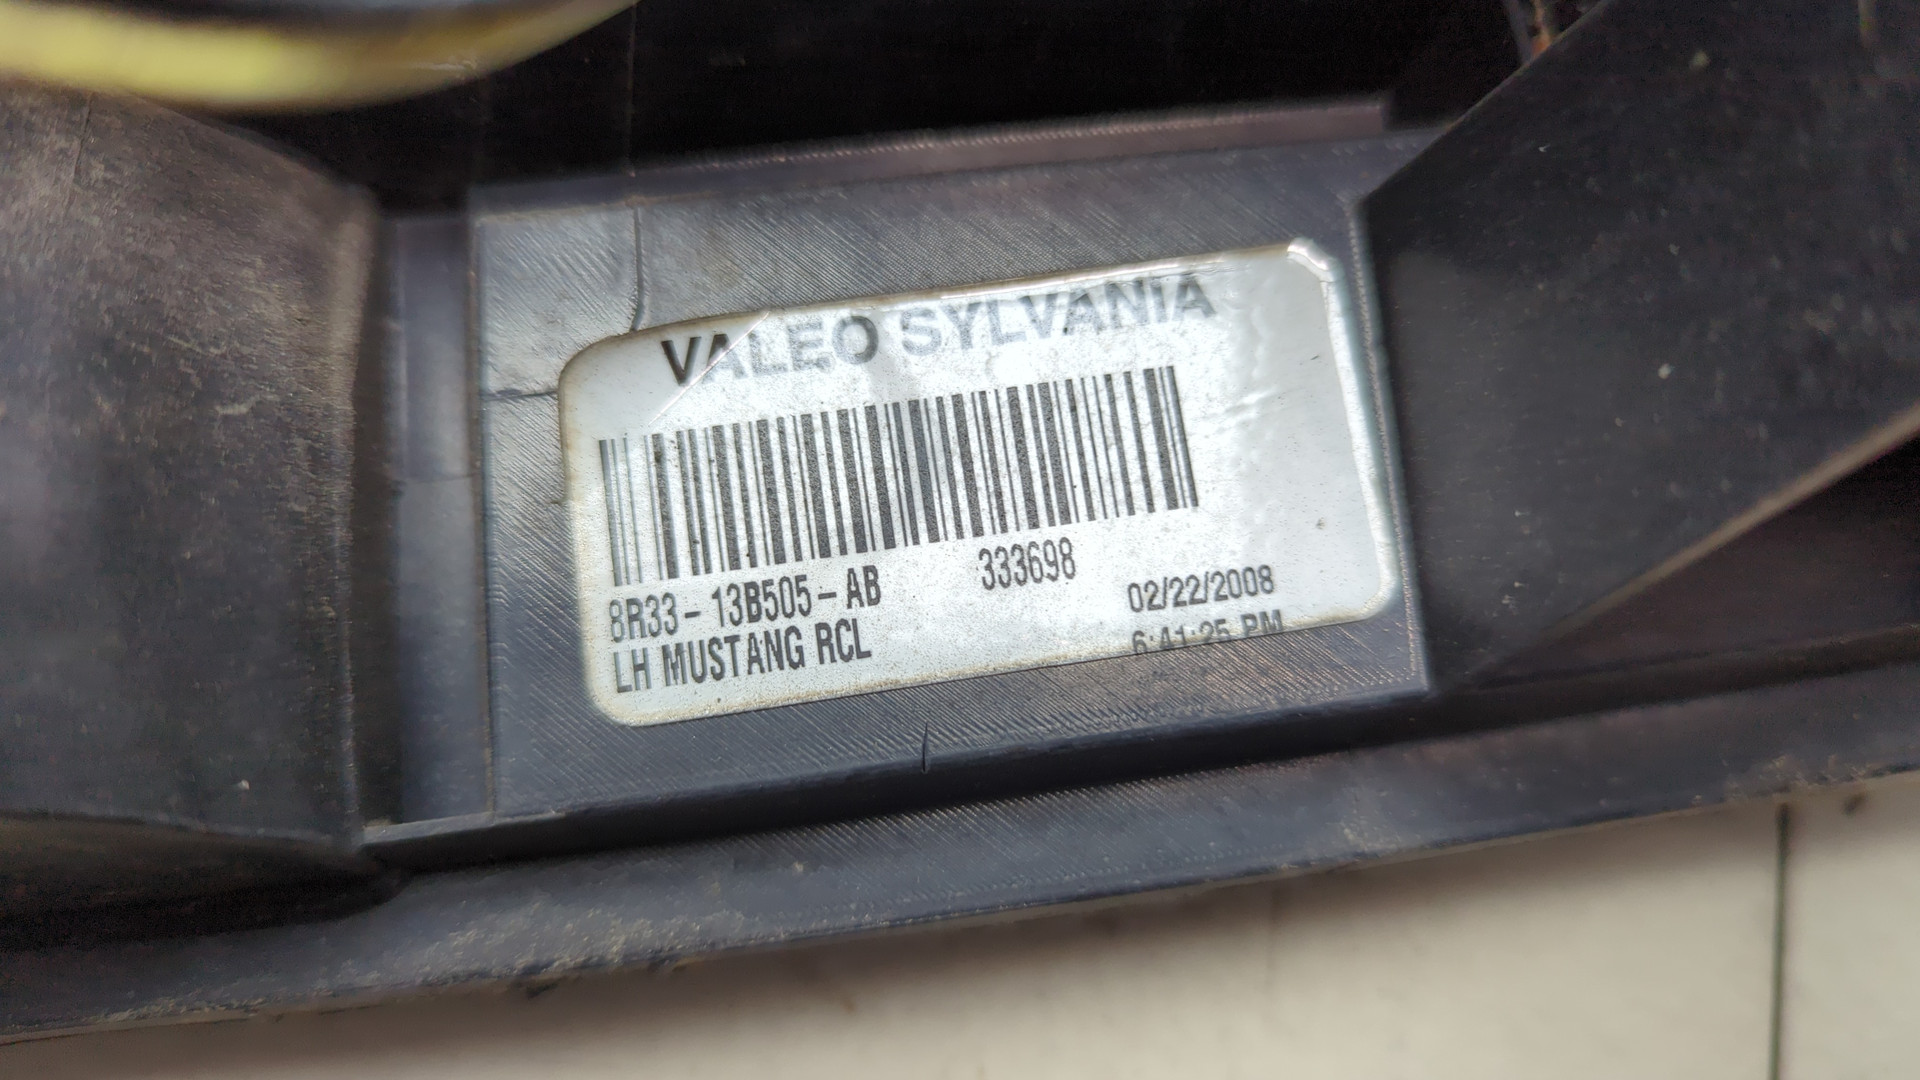 VALEO SYLVANIA
8R33-13B505-AB 333698
LH MUSTANG RCL
02/22/2008
6:41:25 PM